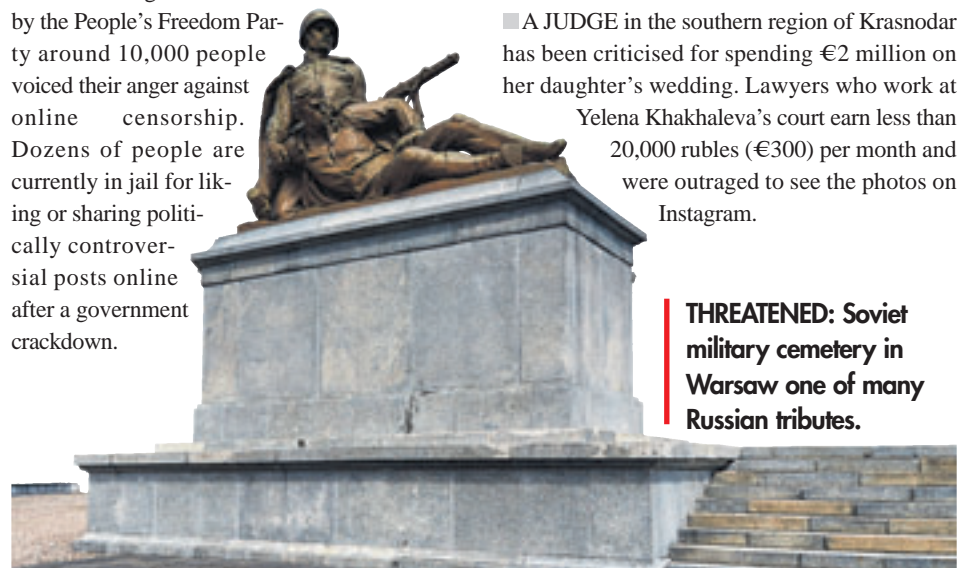 by the People's Freedom Par-
ty around 10,000 people
voiced their anger against
online censorship.
Dozens of people are
currently in jail for lik-
ing or sharing politi-
cally controver-
sial posts online
after a government
crackdown.
A JUDGE in the southern region of Krasnodar
has been criticised for spending €2 million on
her daughter's wedding. Lawyers who work at
Yelena Khakhaleva's court earn less than
20,000 rubles (€300) per month and
were outraged to see the photos on
Instagram.
THREATENED: Soviet
military cemetery in
Warsaw one of many
Russian tributes.